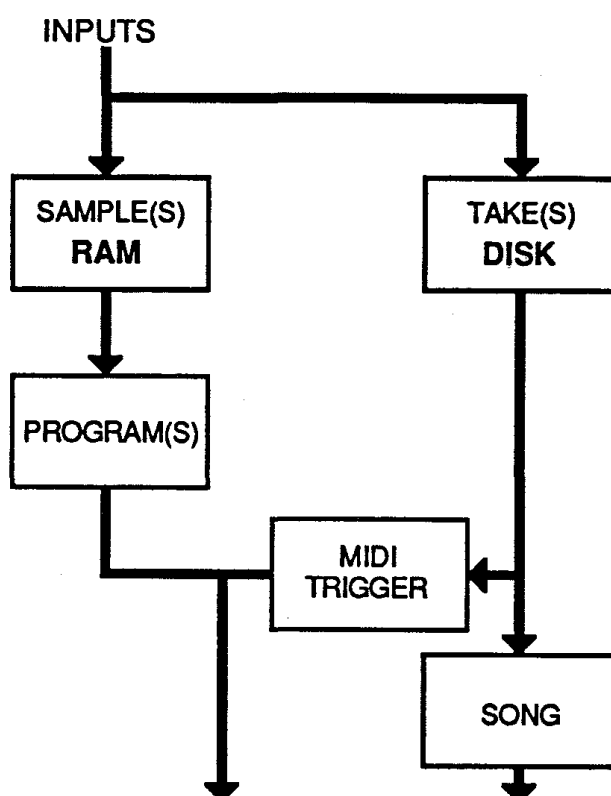 INPUTS
SAMPLE(S)
RAM
TAKE(S)
DISK
PROGRAM(S)
MIDI
TRIGGER
SONG